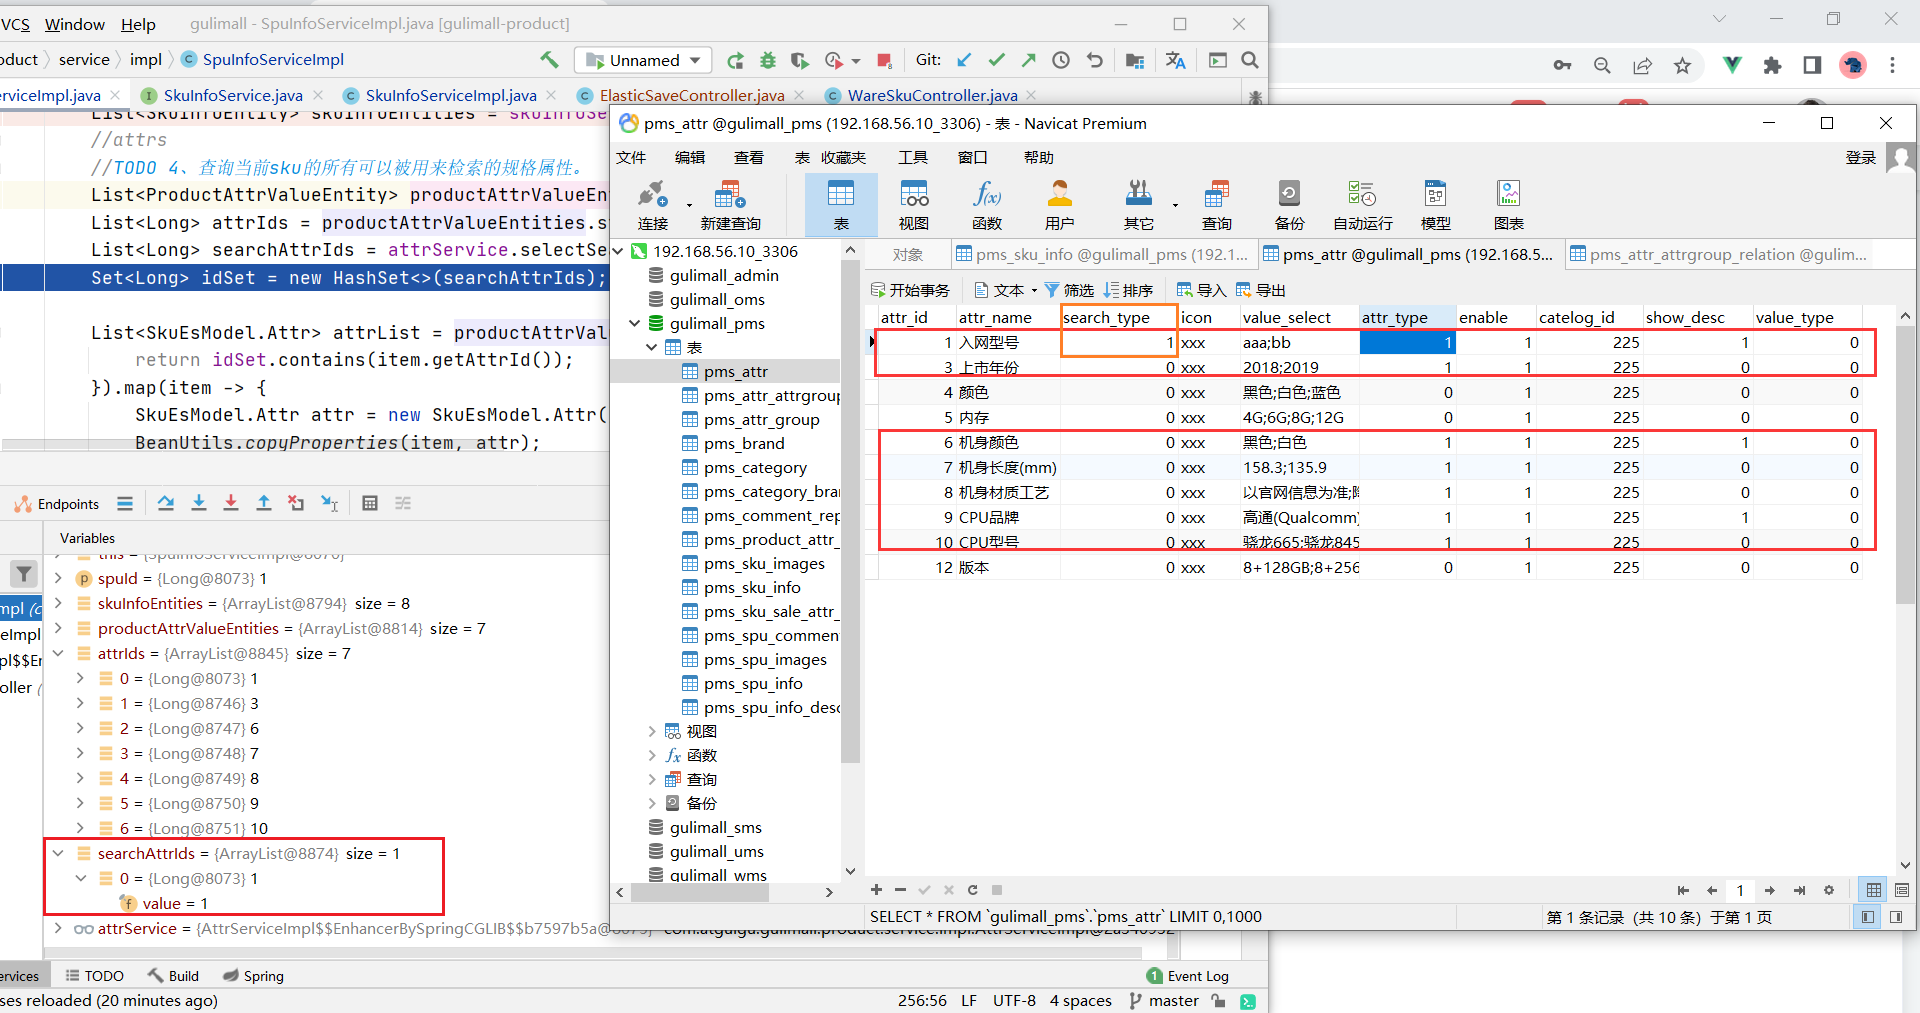 VCS Window Help gulimall - SpuInfoServiceImpl.java [gulimall-product]
service impl SpuInfoServiceImpl
Unnamed Git:
SkuInfoService.java SkuInfoServiceImpl.java ElasticSaveController.java WareSkuController.java
//attrs
//TODO 4、查询当前sku的所有可以被用来检索的规格属性。
List<ProductAttrValueEntity> productAttrValueEn
List<Long> attrIds = productAttrValueEntities.s
List<Long> searchAttrIds = attrService.selectSe
Set<Long> idSet = new HashSet<>(searchAttrIds);
List<SkuEsModel.Attr> attrList = productAttrVal
return idSet.contains(item.getAttrId());
}).map(item -> {
SkuEsModel.Attr attr = new SkuEsModel.Attr(
BeanUtils.copyProperties(item, attr);
Endpoints
Variables
spuId = {Long@8073} 1
skuInfoEntities = {ArrayList@8794} size = 8
productAttrValueEntities = {ArrayList@8814} size = 7
attrIds = {ArrayList@8845} size = 7
0 = {Long@8073} 1
1 = {Long@8746} 3
2 = {Long@8747} 6
3 = {Long@8748} 7
4 = {Long@8749} 8
5 = {Long@8750} 9
6 = {Long@8751} 10
searchAttrIds = {ArrayList@8874} size = 1
0 = {Long@8073} 1
value = 1
attrService = {AttrServiceImpl$$EnhancerBySpringCGLIB$$b7597b5a@
TODO Build Spring 1 Event Log
ses reloaded (20 minutes ago) 256:56 LF UTF-8 4 spaces master
pms_attr @gulimall_pms (192.168.56.10_3306) - 表 - Navicat Premium
文件 编辑 查看 表 收藏夹 工具 窗口 帮助 登录
连接 新建查询 表 视图 函数 用户 其它 查询 备份 自动运行 模型 图表
192.168.56.10_3306
gulimall_admin
gulimall_oms
gulimall_pms
表
pms_attr
pms_attr_attrgroup
pms_attr_group
pms_brand
pms_category
pms_category_bra
pms_comment_rep
pms_product_attr_
pms_sku_images
pms_sku_info
pms_sku_sale_attr_
pms_spu_commen
pms_spu_images
pms_spu_info
pms_spu_info_desc
视图
函数
查询
备份
gulimall_sms
gulimall_ums
gulimall_wms
对象 pms_sku_info @gulimall_pms (192.1... pms_attr @gulimall_pms (192.168.5... pms_attr_attrgroup_relation @gulim...
开始事务 文本 筛选 排序 导入 导出
attr_id attr_name search_type icon value_select attr_type enable catelog_id show_desc value_type
1 入网型号 1 xxx aaa;bb 1 1 225 1 0
3 上市年份 0 xxx 2018;2019 1 1 225 0 0
4 颜色 0 xxx 黑色;白色;蓝色 0 1 225 0 0
5 内存 0 xxx 4G;6G;8G;12G 0 1 225 0 0
6 机身颜色 0 xxx 黑色;白色 1 1 225 1 0
7 机身长度(mm) 0 xxx 158.3;135.9 1 1 225 0 0
8 机身材质工艺 0 xxx 以官网信息为准; 1 1 225 0 0
9 CPU品牌 0 xxx 高通(Qualcomm) 1 1 225 1 0
10 CPU型号 0 xxx 骁龙665;骁龙845 1 1 225 0 0
12 版本 0 xxx 8+128GB;8+256 0 1 225 0 0
1
SELECT * FROM `gulimall_pms`.`pms_attr` LIMIT 0,1000 第 1 条记录 (共 10 条) 于第 1 页